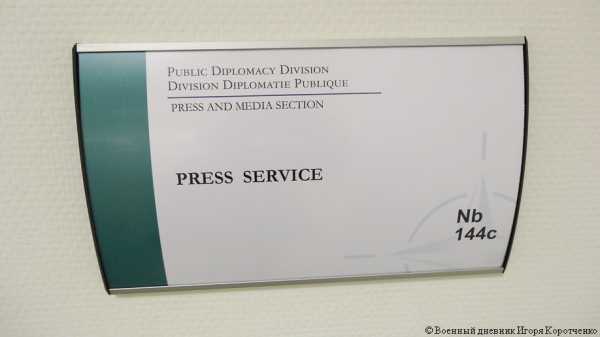 PUBLIC DIPLOMACY DIVISION
DIVISION DIPLOMATIE PUBLIQUE
PRESS AND MEDIA SECTION
PRESS SERVICE
Nb
144c
© Военный дневник Игоря Коротченко